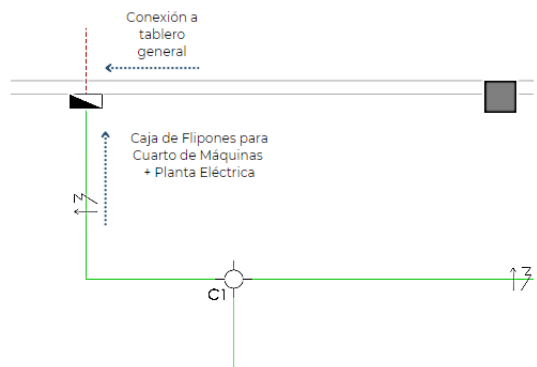 Conexión a
tablero
general
Caja de Flipones para
Cuarto de Máquinas
+ Planta Eléctrica
C1